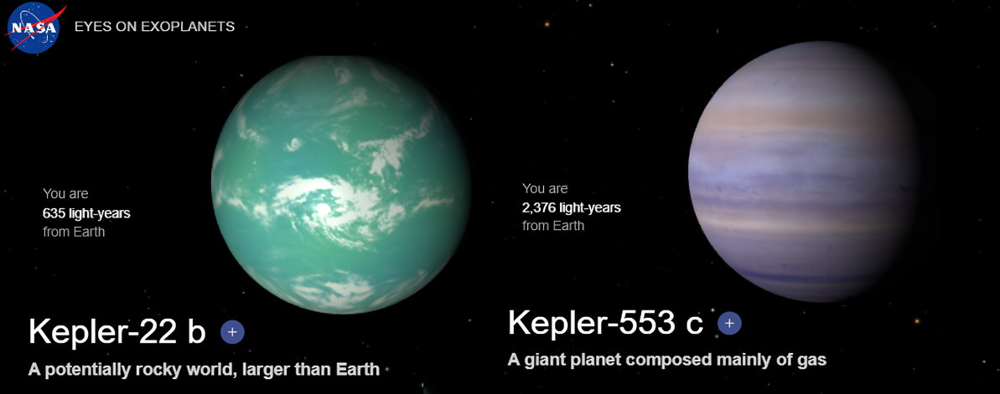 NASA
EYES ON EXOPLANETS
You are
635 light-years
from Earth
Kepler-22 b
+
A potentially rocky world, larger than Earth
You are
2,376 light-years
from Earth
Kepler-553 c
+
A giant planet composed mainly of gas